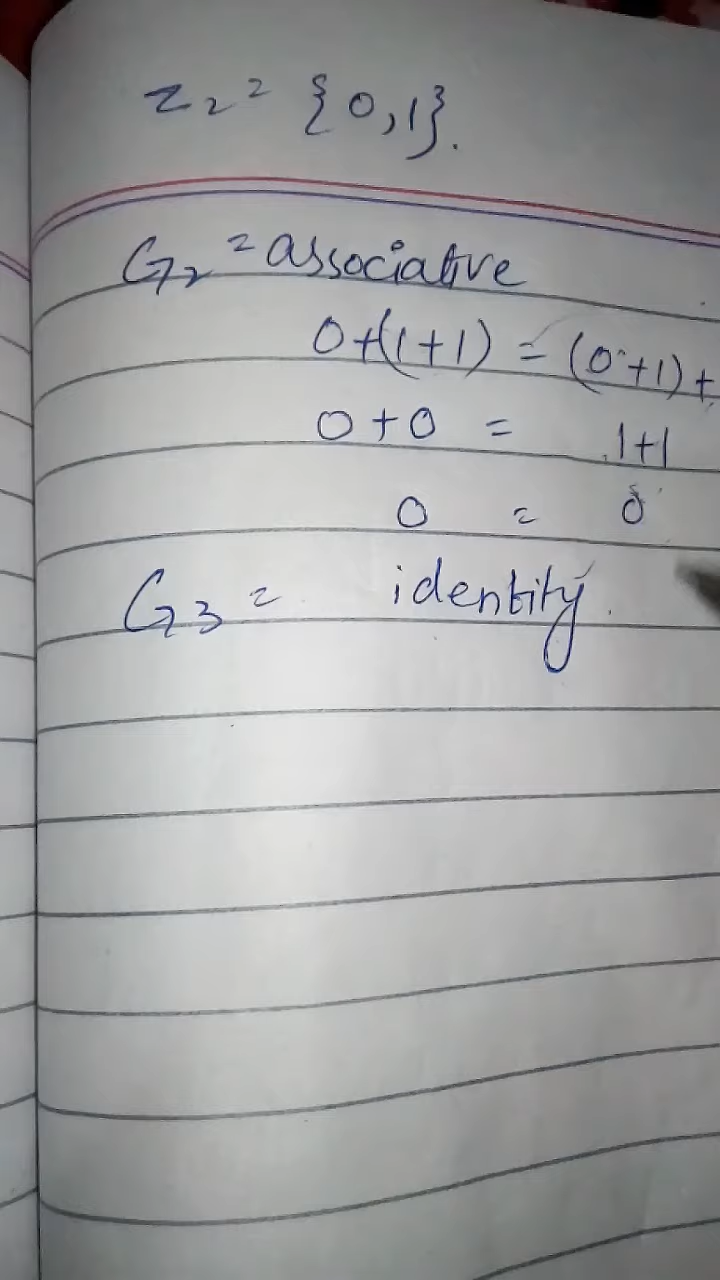 Z₂ = {0,1}.
G₂ = associative
0+(1+1) = (0+1)+
0+0 = 1+1
0 = 0
G₃ = identity.